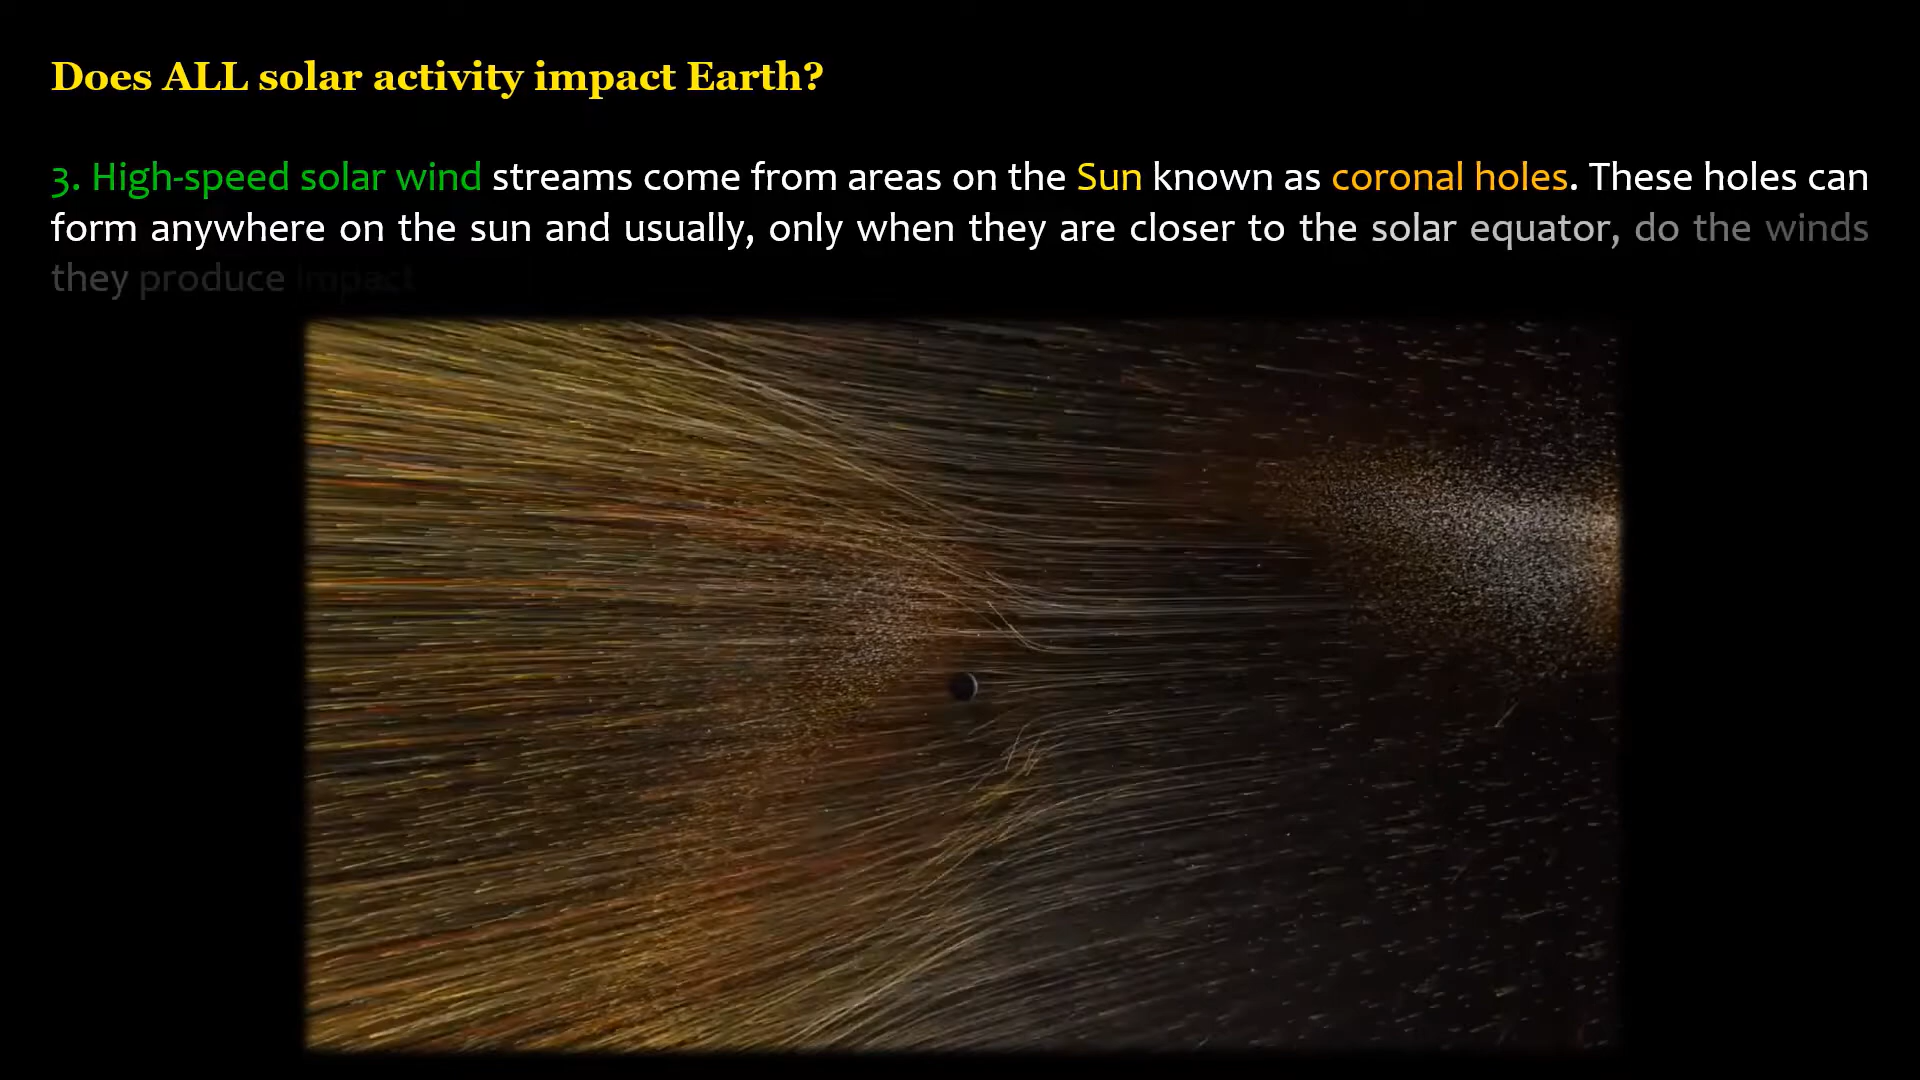 Does ALL solar activity impact Earth?
3. High-speed solar wind streams come from areas on the Sun known as coronal holes. These holes can
form anywhere on the sun and usually, only when they are closer to the solar equator, do the winds
they produce impact